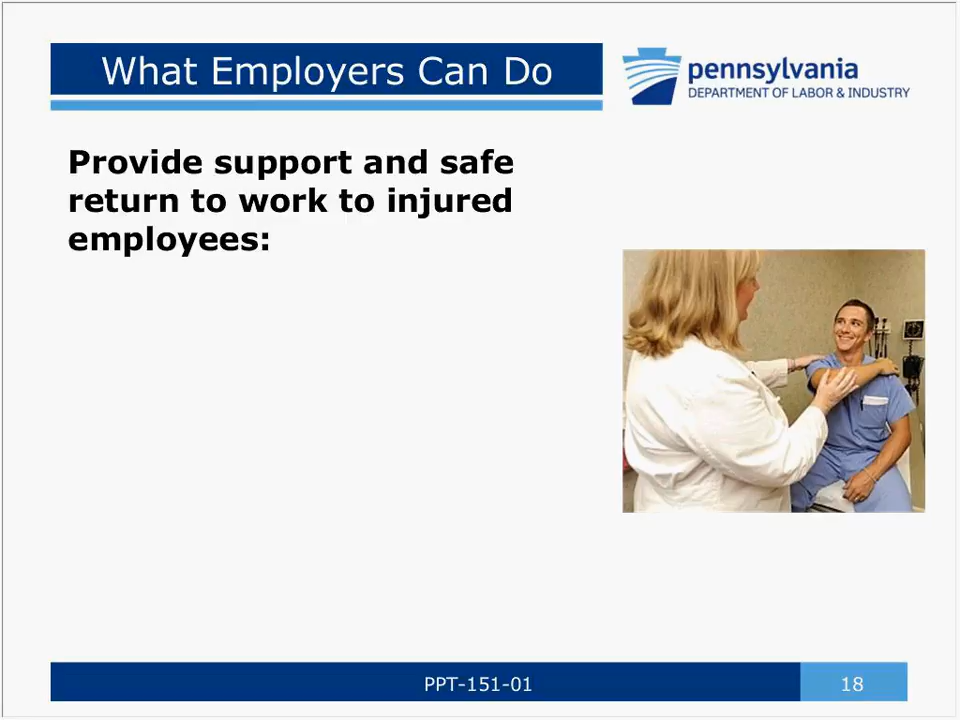 What Employers Can Do
pennsylvania
DEPARTMENT OF LABOR & INDUSTRY
Provide support and safe
return to work to injured
employees:
PPT-151-01
18